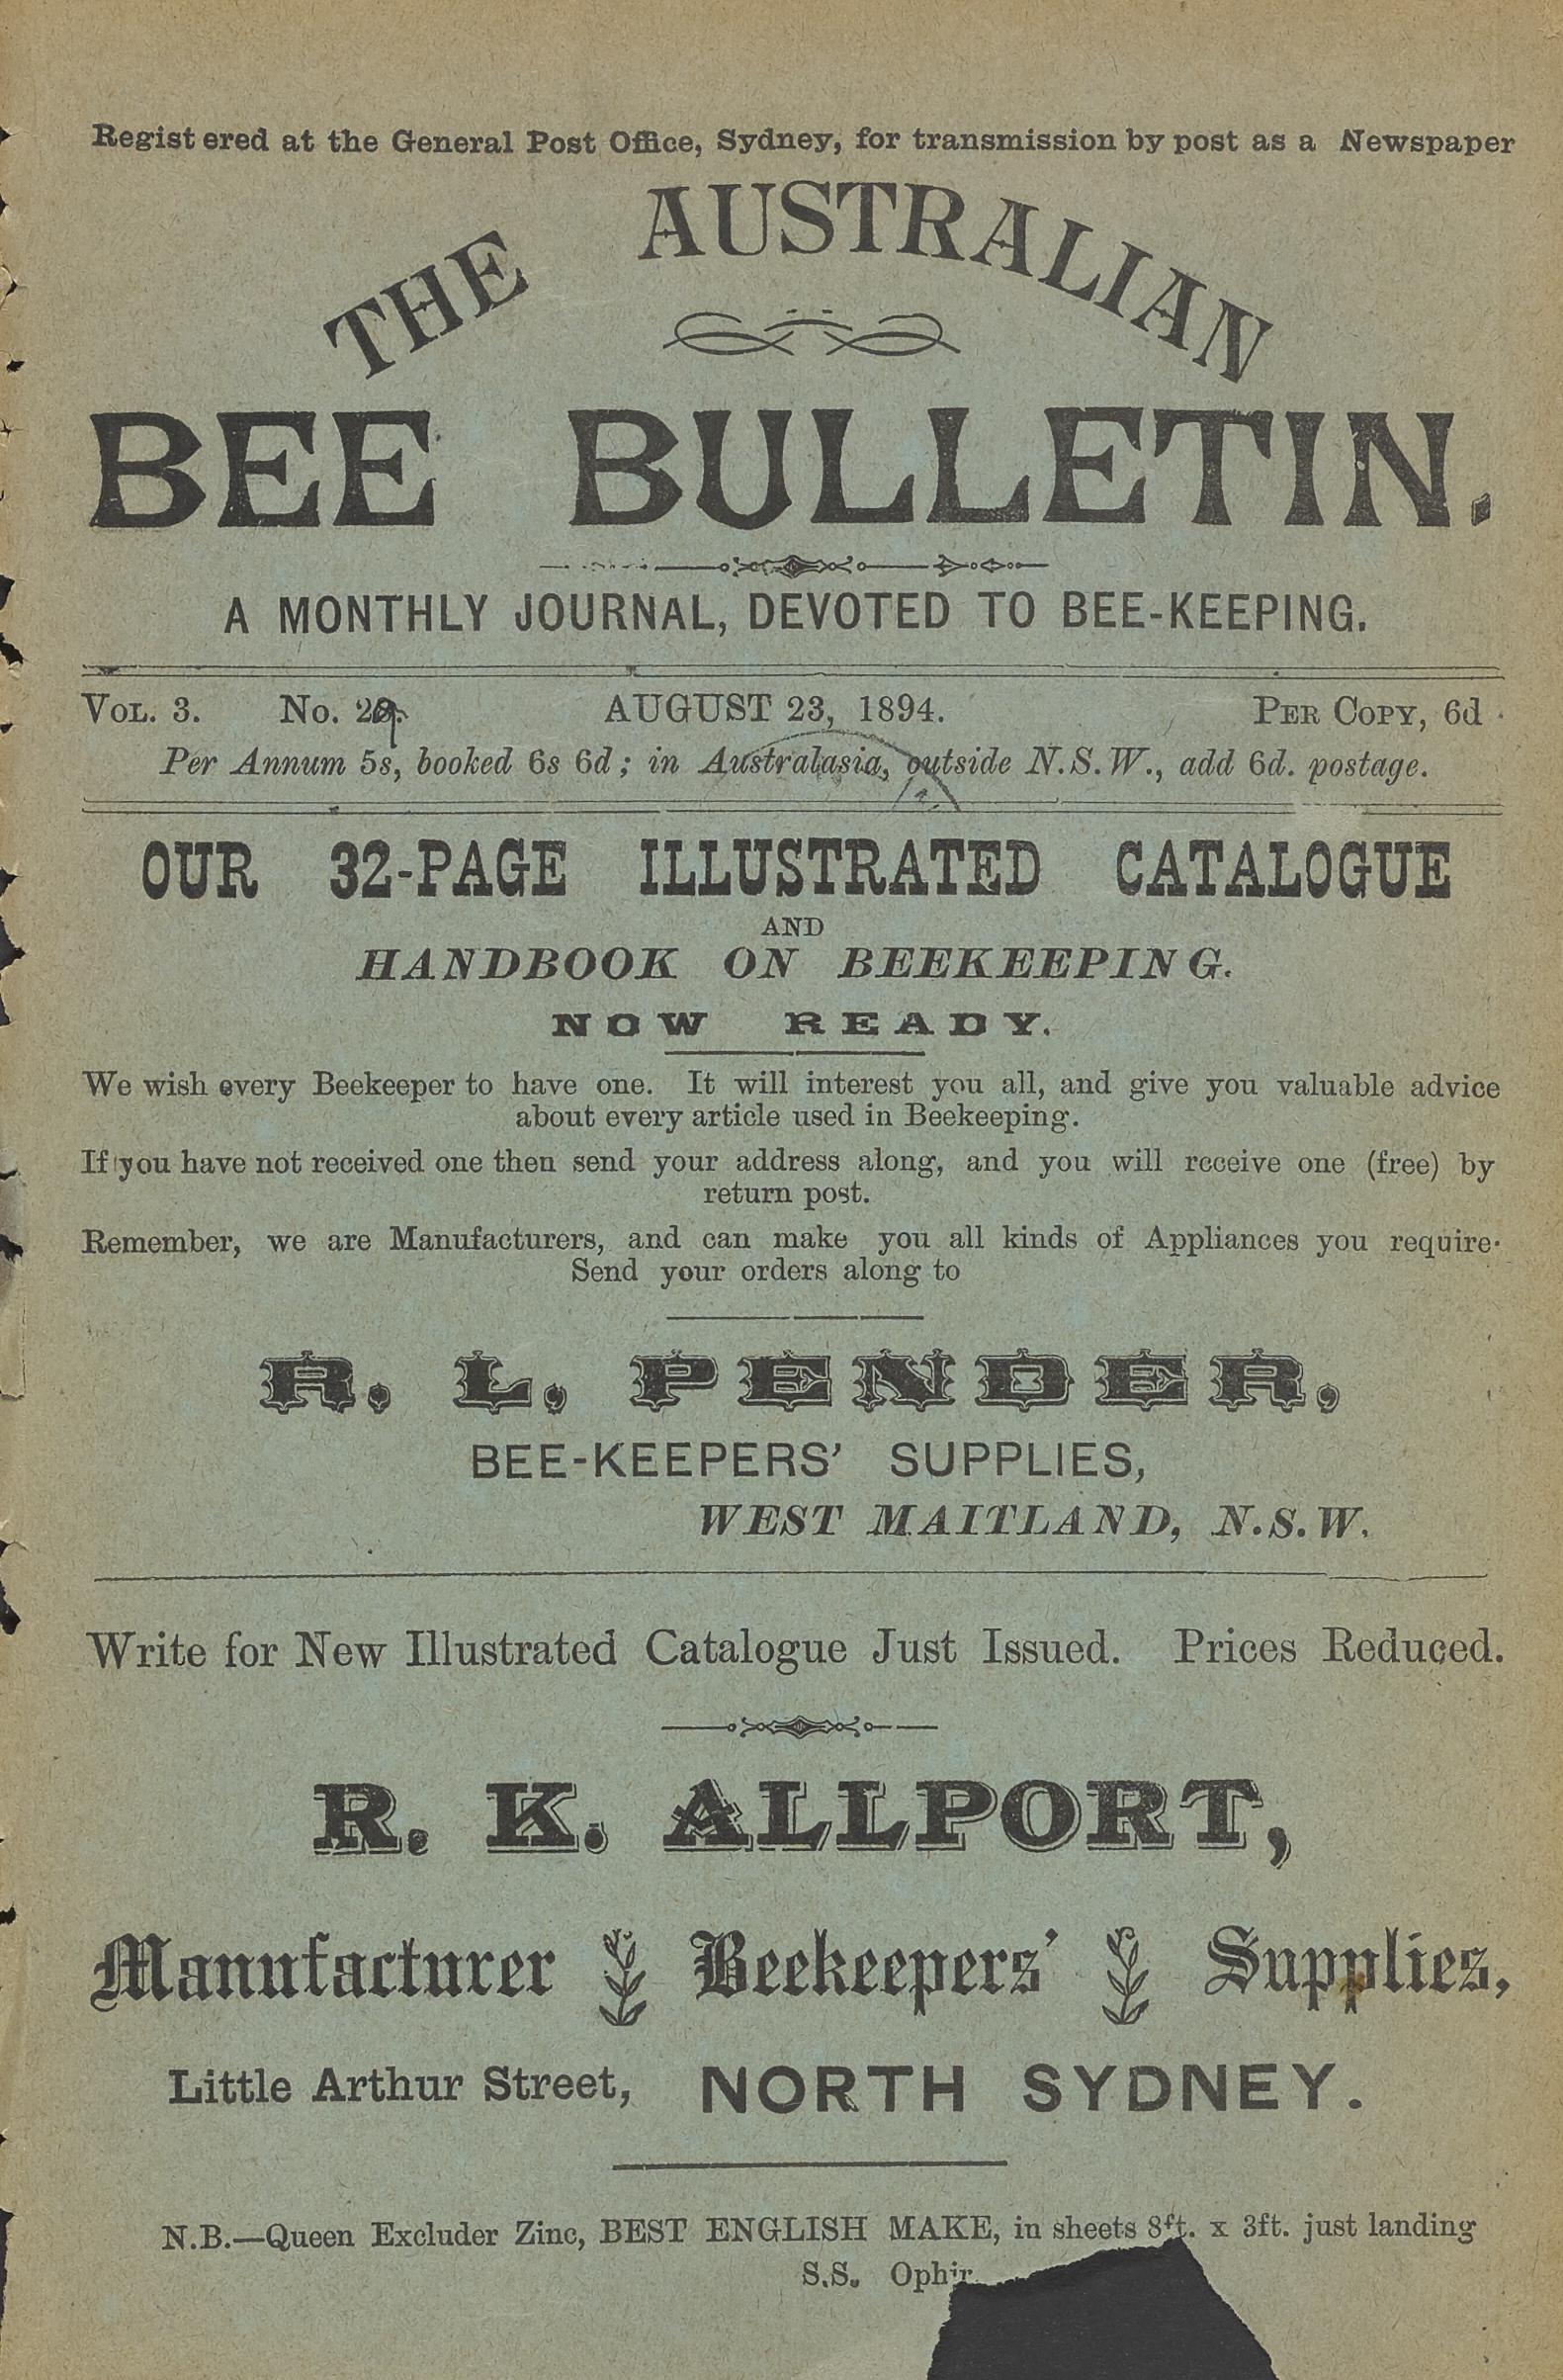 Registered at the General Post Office, Sydney, for transmission by post as a Newspaper
THE AUSTRALIAN
BEE BULLETIN.
A MONTHLY JOURNAL, DEVOTED TO BEE-KEEPING.
VOL. 3. No. 29. AUGUST 23, 1894. PER COPY, 6d.
Per Annum 5s, booked 6s 6d; in Australasia, outside N.S.W., add 6d. postage.
OUR 32-PAGE ILLUSTRATED CATALOGUE
AND
HANDBOOK ON BEEKEEPING.
NOW READY.
We wish every Beekeeper to have one. It will interest you all, and give you valuable advice
about every article used in Beekeeping.
If you have not received one then send your address along, and you will receive one (free) by
return post.
Remember, we are Manufacturers, and can make you all kinds of Appliances you require.
Send your orders along to
R. L. PENDER,
BEE-KEEPERS' SUPPLIES,
WEST MAITLAND, N.S.W.
Write for New Illustrated Catalogue Just Issued. Prices Reduced.
R. K. ALLPORT,
Manufacturer Beekeepers' Supplies,
Little Arthur Street, NORTH SYDNEY.
N.B.—Queen Excluder Zinc, BEST ENGLISH MAKE, in sheets 8ft. x 3ft. just landing
S.S. Ophir